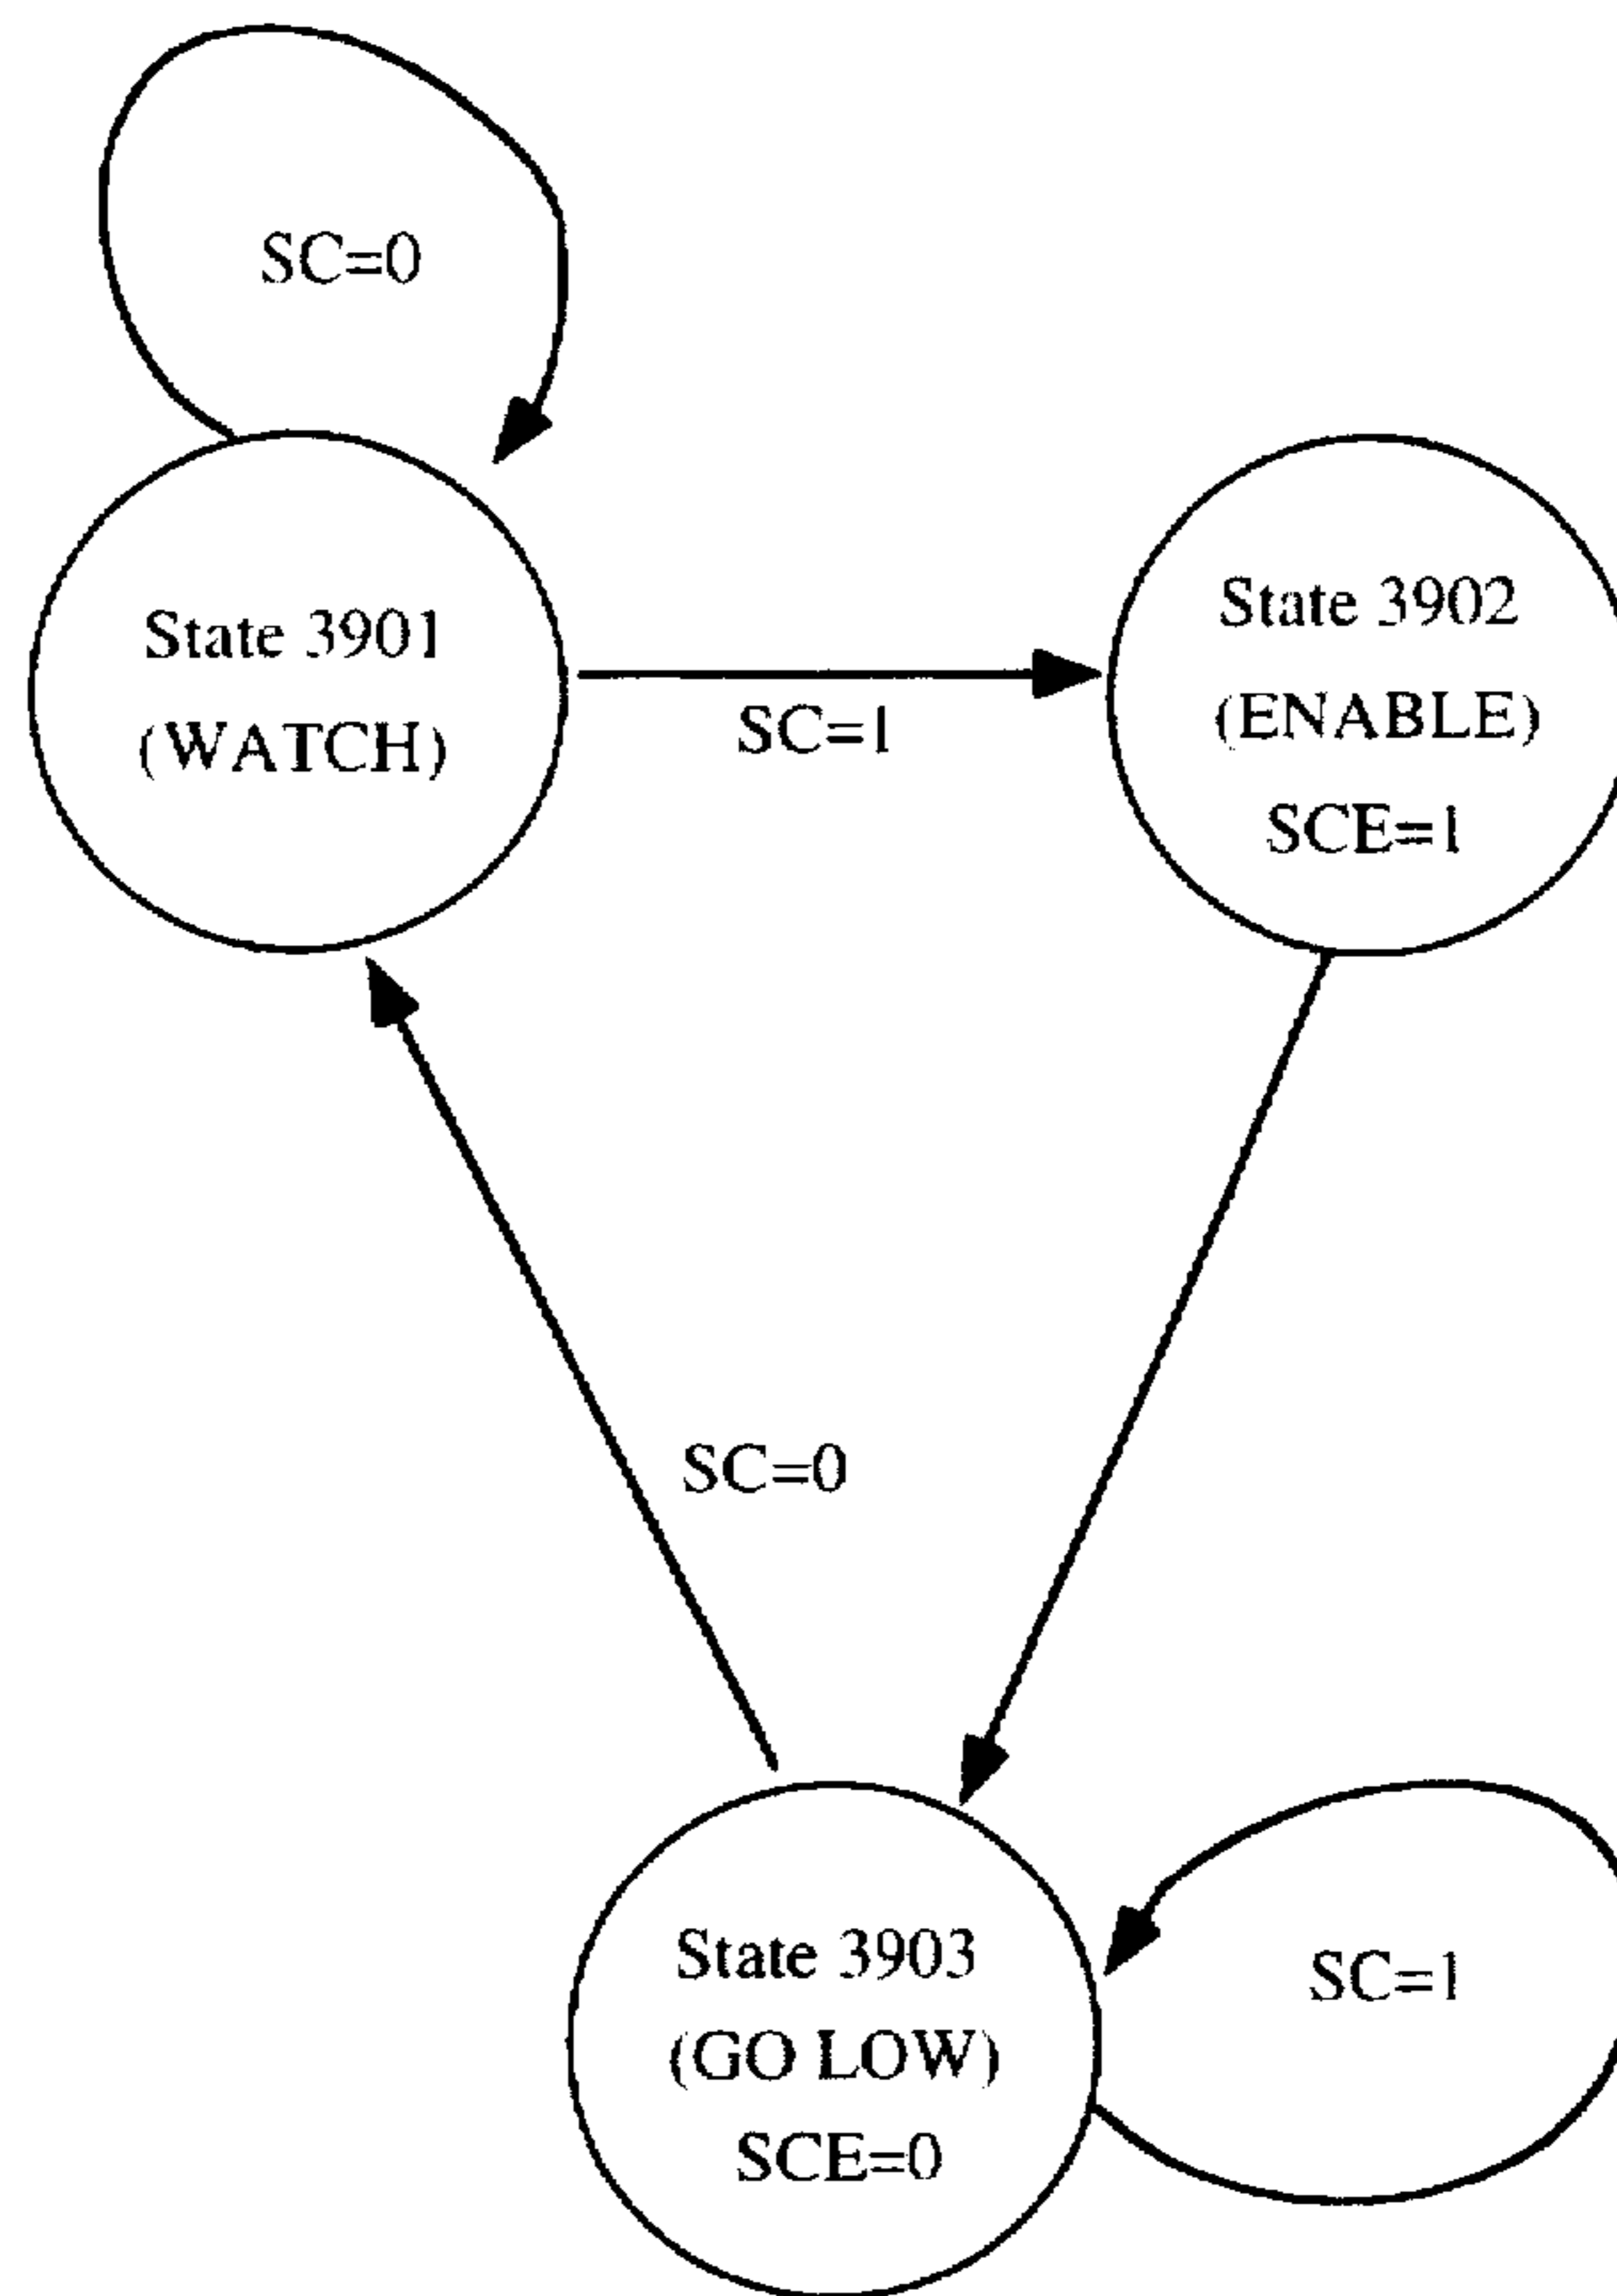 SC=0
State 3901
(WATCH)
SC=1
State 3902
(ENABLE)
SCE=1
SC=0
State 3903
(GO LOW)
SCE=0
SC=1